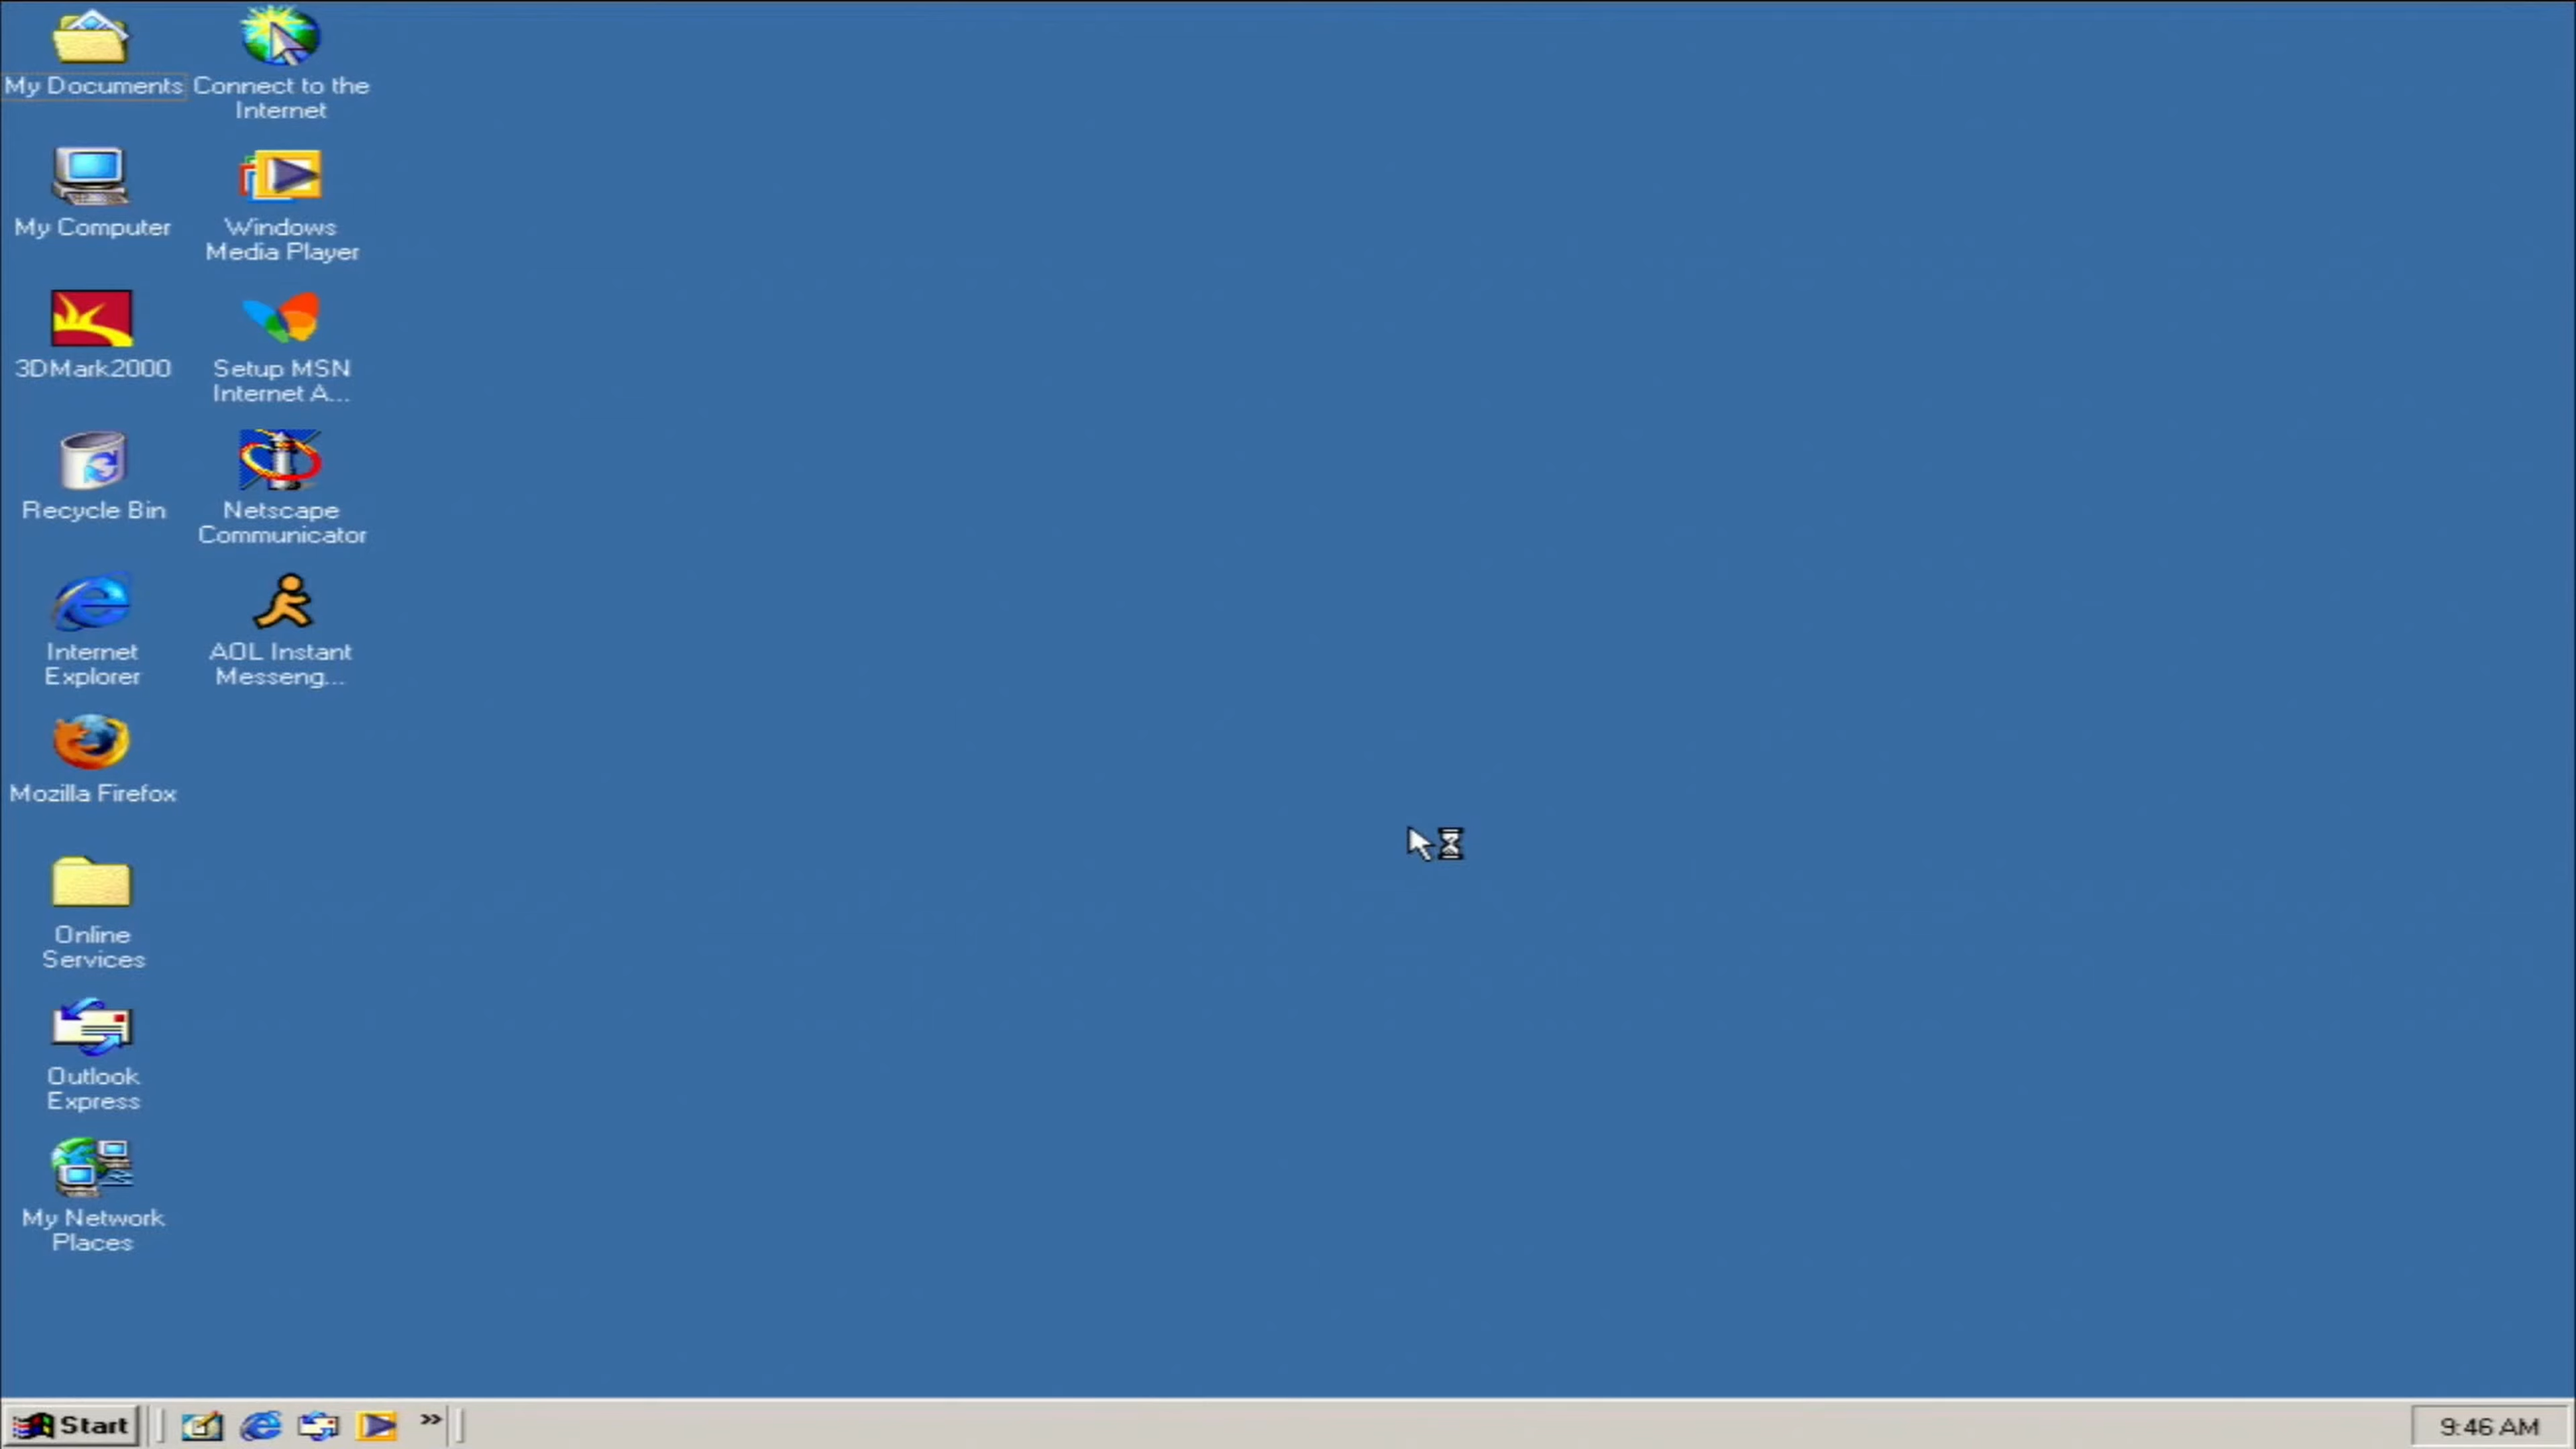 My Documents
Connect to the
Internet
My Computer
Windows
Media Player
3DMark2000
Setup MSN
Internet A...
Recycle Bin
Netscape
Communicator
Internet
Explorer
AOL Instant
Messeng...
Mozilla Firefox
Online
Services
Outlook
Express
My Network
Places
Start
»
9:46 AM